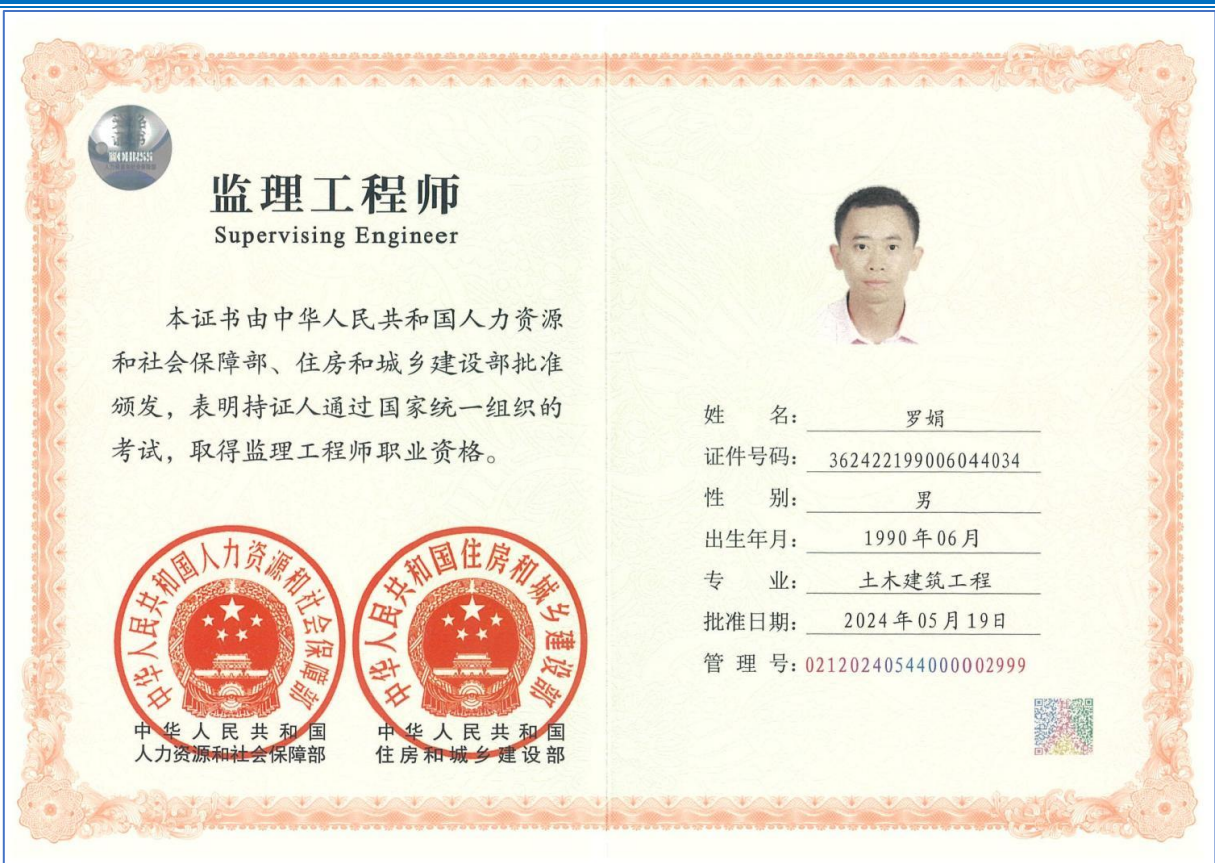 监理工程师
Supervising Engineer
本证书由中华人民共和国人力资源
和社会保障部、住房和城乡建设部批准
颁发，表明持证人通过国家统一组织的
考试，取得监理工程师职业资格。
中华人民共和国人力资源和社会保障部
中华人民共和国住房和城乡建设部
中华人民共和国
人力资源和社会保障部
中华人民共和国
住房和城乡建设部
姓 名：罗娟
证件号码：362422199006044034
性 别：男
出生年月：1990年06月
专 业：土木建筑工程
批准日期：2024年05月19日
管 理 号：02120240544000002999